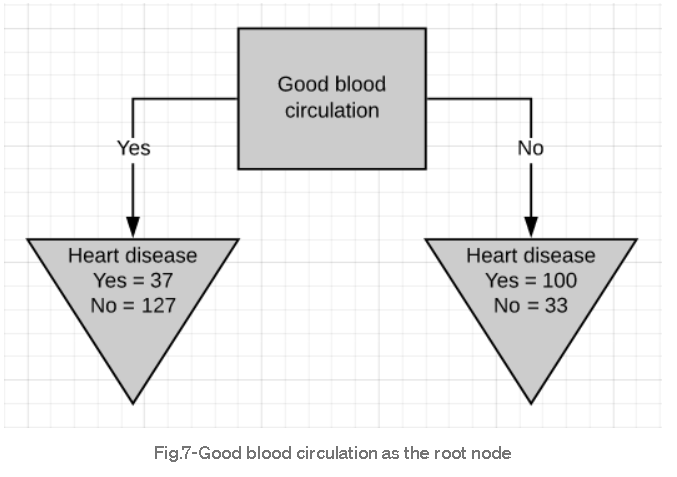 Good blood
circulation
Yes
No
Heart disease
Yes = 37
No = 127
Heart disease
Yes = 100
No = 33
Fig.7-Good blood circulation as the root node